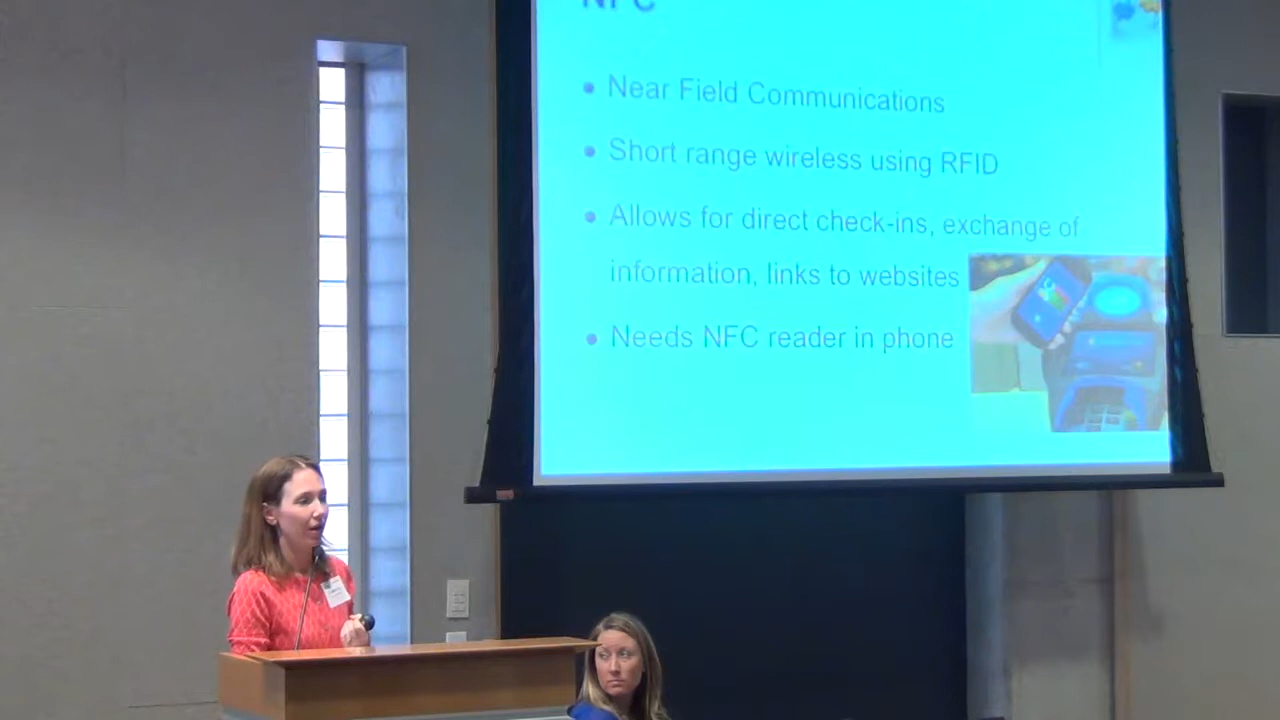 NFC
• Near Field Communications
• Short range wireless using RFID
• Allows for direct check-ins, exchange of
information, links to websites
• Needs NFC reader in phone